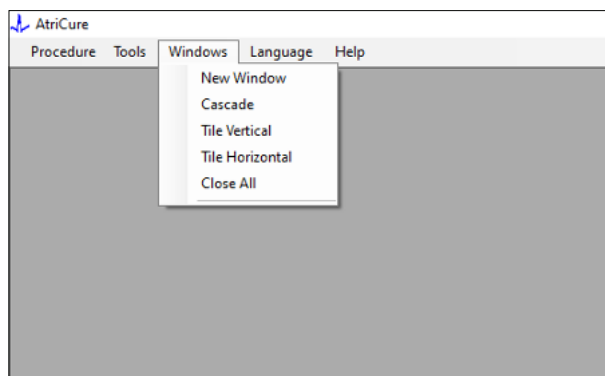 AtriCure
Procedure Tools Windows Language Help
New Window
Cascade
Tile Vertical
Tile Horizontal
Close All